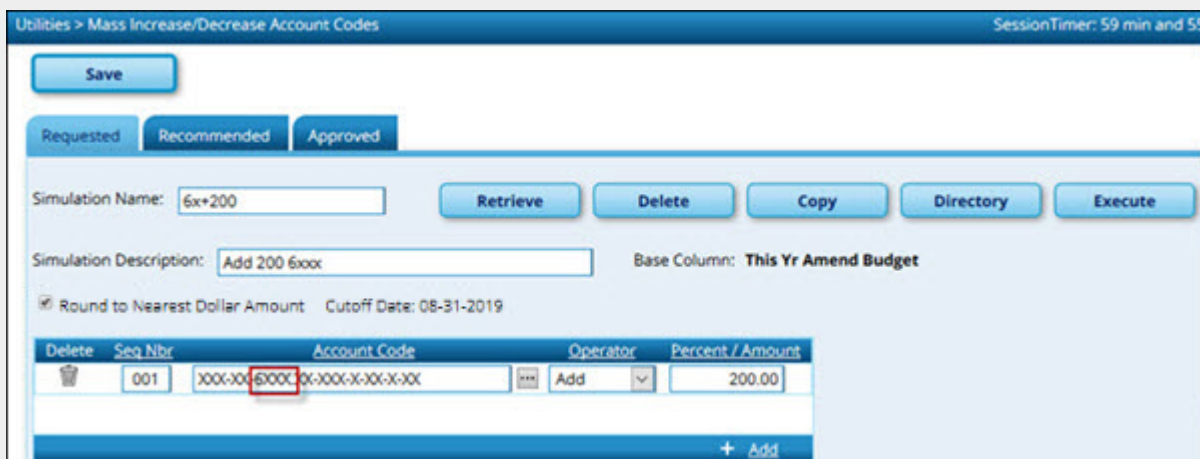 Utilities > Mass Increase/Decrease Account Codes SessionTimer: 59 min and 55
Save
Requested Recommended Approved
Simulation Name: 6x+200 Retrieve Delete Copy Directory Execute
Simulation Description: Add 200 6xxx Base Column: This Yr Amend Budget
Round to Nearest Dollar Amount Cutoff Date: 08-31-2019
Delete Seq Nbr Account Code Operator Percent / Amount
001 XXX-XX-6XXX.XX-XXX-X-XX-X-XX ... Add 200.00
+ Add